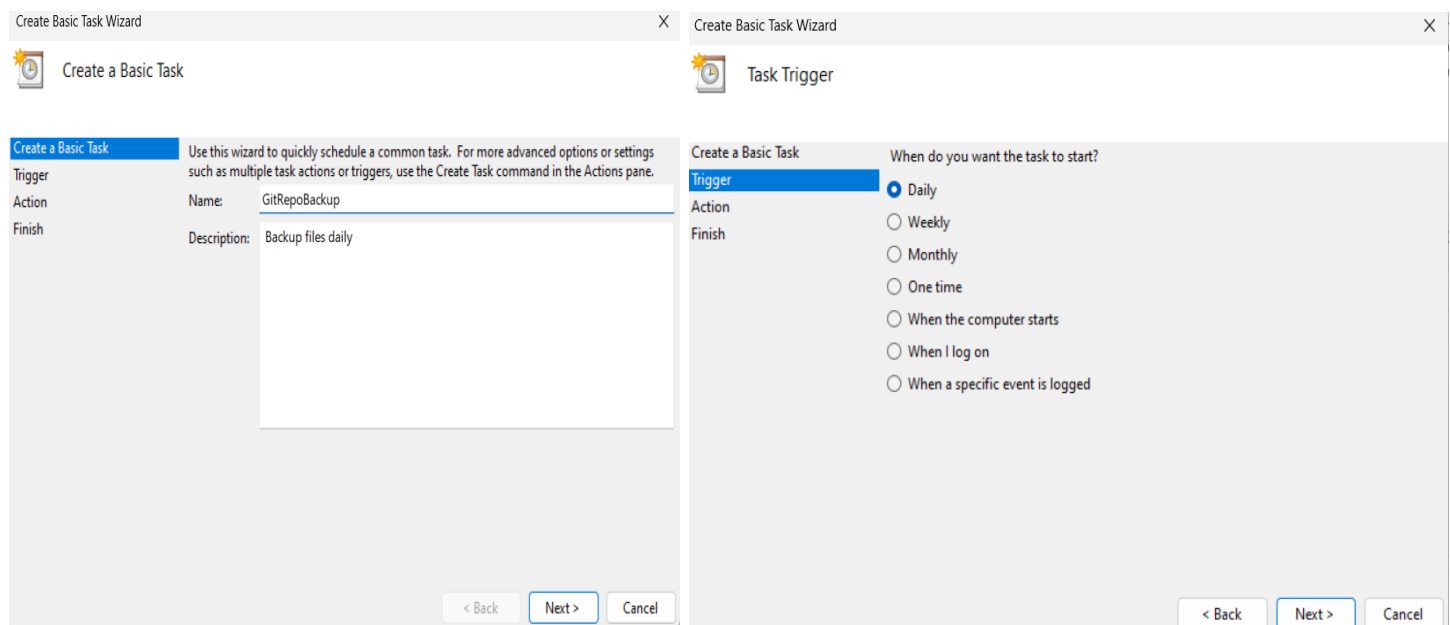 Create Basic Task Wizard X
Create a Basic Task
Create a Basic Task
Trigger
Action
Finish
Use this wizard to quickly schedule a common task. For more advanced options or settings
such as multiple task actions or triggers, use the Create Task command in the Actions pane.
Name: GitRepoBackup
Description: Backup files daily
< Back Next > Cancel
Create Basic Task Wizard X
Task Trigger
Create a Basic Task
Trigger
Action
Finish
When do you want the task to start?
Daily
Weekly
Monthly
One time
When the computer starts
When I log on
When a specific event is logged
< Back Next > Cancel